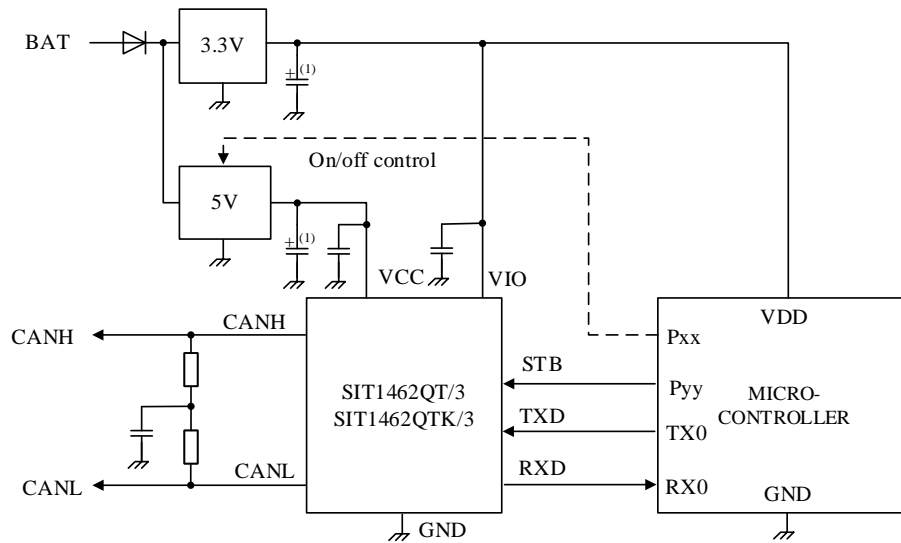 BAT
3.3V
+(1)
On/off control
5V
+(1)
VCC
VIO
CANH
CANH
VDD
Pxx
STB
SIT1462QT/3
SIT1462QTK/3
Pyy
MICRO-
CONTROLLER
TXD
TX0
CANL
CANL
RXD
RX0
GND
GND